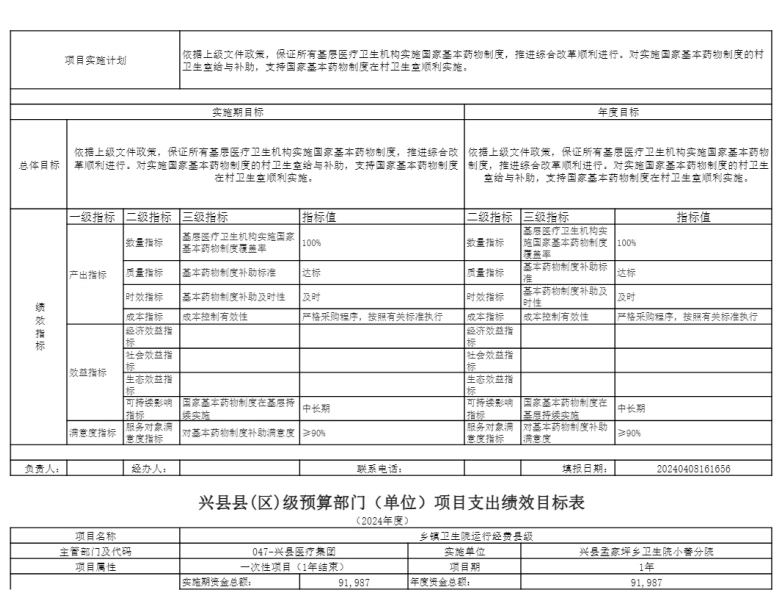 项目实施计划
依据上级文件政策，保证所有基层医疗卫生机构实施国家基本药物制度，推进综合改革顺利进行。对实施国家基本药物制度的村
卫生室给与补助，支持国家基本药物制度在村卫生室顺利实施。
实施期目标 年度目标
总体目标
依据上级文件政策，保证所有基层医疗卫生机构实施国家基本药物制度，推进综合改
革顺利进行。对实施国家基本药物制度的村卫生室给与补助，支持国家基本药物制度
在村卫生室顺利实施。
依据上级文件政策，保证所有基层医疗卫生机构实施国家基本药物
制度，推进综合改革顺利进行。对实施国家基本药物制度的村卫生
室给与补助，支持国家基本药物制度在村卫生室顺利实施。
绩效指标
一级指标 二级指标 三级指标 指标值 二级指标 三级指标 指标值
产出指标
数量指标
基层医疗卫生机构实施国家
基本药物制度覆盖率
100%
数量指标
基层医疗卫生机构实
施国家基本药物制度
覆盖率
100%
质量指标 基本药物制度补助标准 达标
质量指标
基本药物制度补助标
准
达标
时效指标 基本药物制度补助及时性 及时
时效指标
基本药物制度补助及
时性
及时
成本指标 成本控制有效性 严格采购程序，按照有关标准执行 成本指标 成本控制有效性 严格采购程序，按照有关标准执行
效益指标
经济效益指
标
经济效益指
标
社会效益指
标
社会效益指
标
生态效益指
标
生态效益指
标
可持续影响
指标
国家基本药物制度在基层持
续实施
中长期
可持续影响
指标
国家基本药物制度在
基层持续实施
中长期
满意度指标
服务对象满
意度指标
对基本药物制度补助满意度 ≥90%
服务对象满
意度指标
对基本药物制度补助
满意度
≥90%
负责人： 经办人： 联系电话： 填报日期： 20240408161656
兴县县(区)级预算部门（单位）项目支出绩效目标表
（2024年度）
项目名称 乡镇卫生院运行经费县级
主管部门及代码 047-兴县医疗集团 实施单位 兴县孟家坪乡卫生院小善分院
项目属性 一次性项目（1年结束） 项目期 1年
实施期资金总额： 91,987 年度资金总额： 91,987